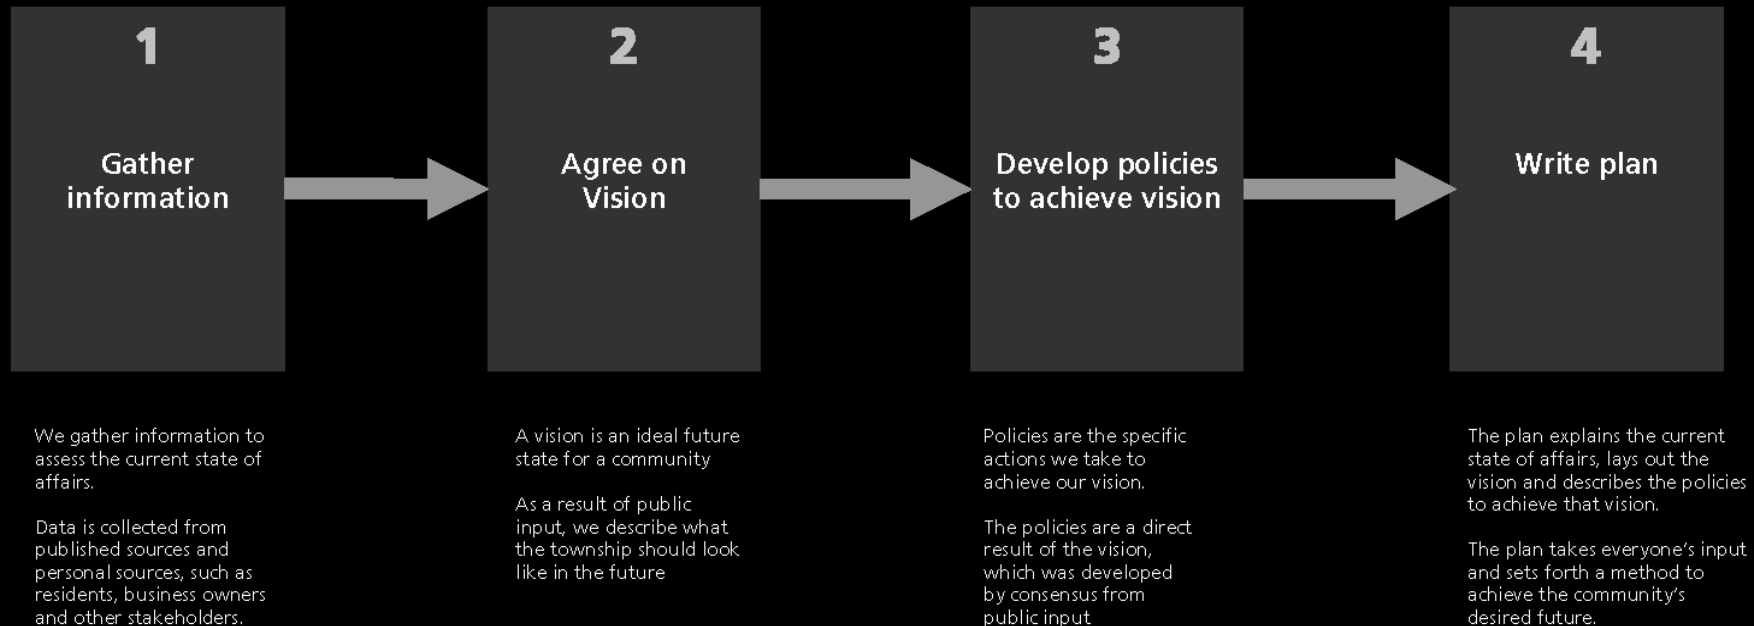 1
Gather
information
We gather information to
assess the current state of
affairs.
Data is collected from
published sources and
personal sources, such as
residents, business owners
and other stakeholders.
2
Agree on
Vision
A vision is an ideal future
state for a community
As a result of public
input, we describe what
the township should look
like in the future
3
Develop policies
to achieve vision
Policies are the specific
actions we take to
achieve our vision.
The policies are a direct
result of the vision,
which was developed
by consensus from
public input
4
Write plan
The plan explains the current
state of affairs, lays out the
vision and describes the policies
to achieve that vision.
The plan takes everyone’s input
and sets forth a method to
achieve the community’s
desired future.